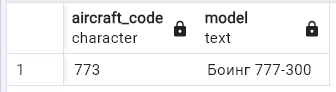 aircraft_code model
character text
1 773 Боинг 777-300